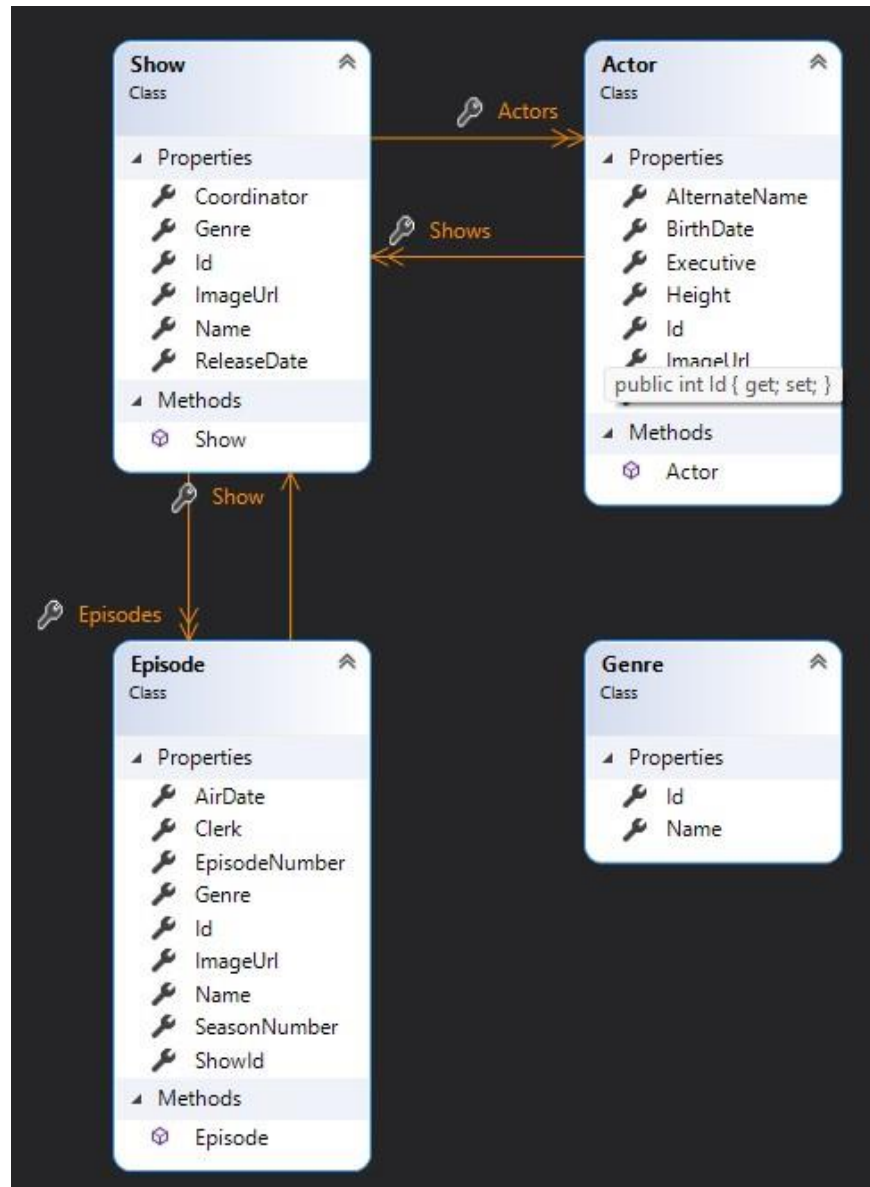 Show
Class
Properties
Coordinator
Genre
Id
ImageUrl
Name
ReleaseDate
Methods
Show
Actors
Shows
Actor
Class
Properties
AlternateName
BirthDate
Executive
Height
Id
ImageUrl
public int Id { get; set; }
Methods
Actor
Show
Episodes
Episode
Class
Properties
AirDate
Clerk
EpisodeNumber
Genre
Id
ImageUrl
Name
SeasonNumber
ShowId
Methods
Episode
Genre
Class
Properties
Id
Name